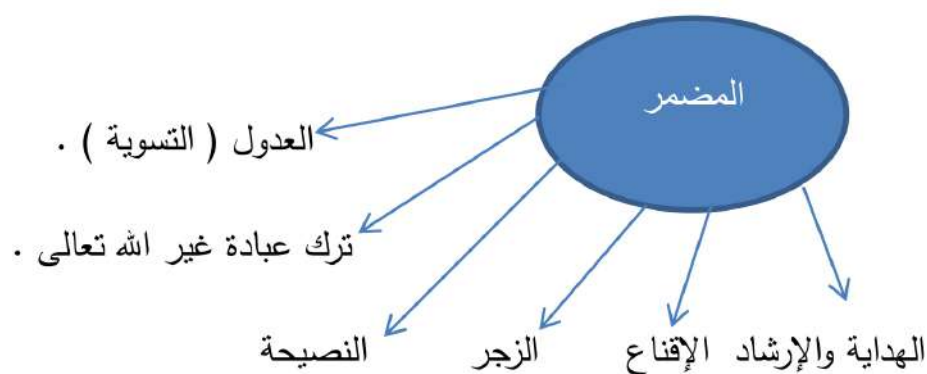 المضمر
العدول ( التسوية ) .
ترك عبادة غير الله تعالى .
الهداية والإرشاد الإقناع الزجر النصيحة